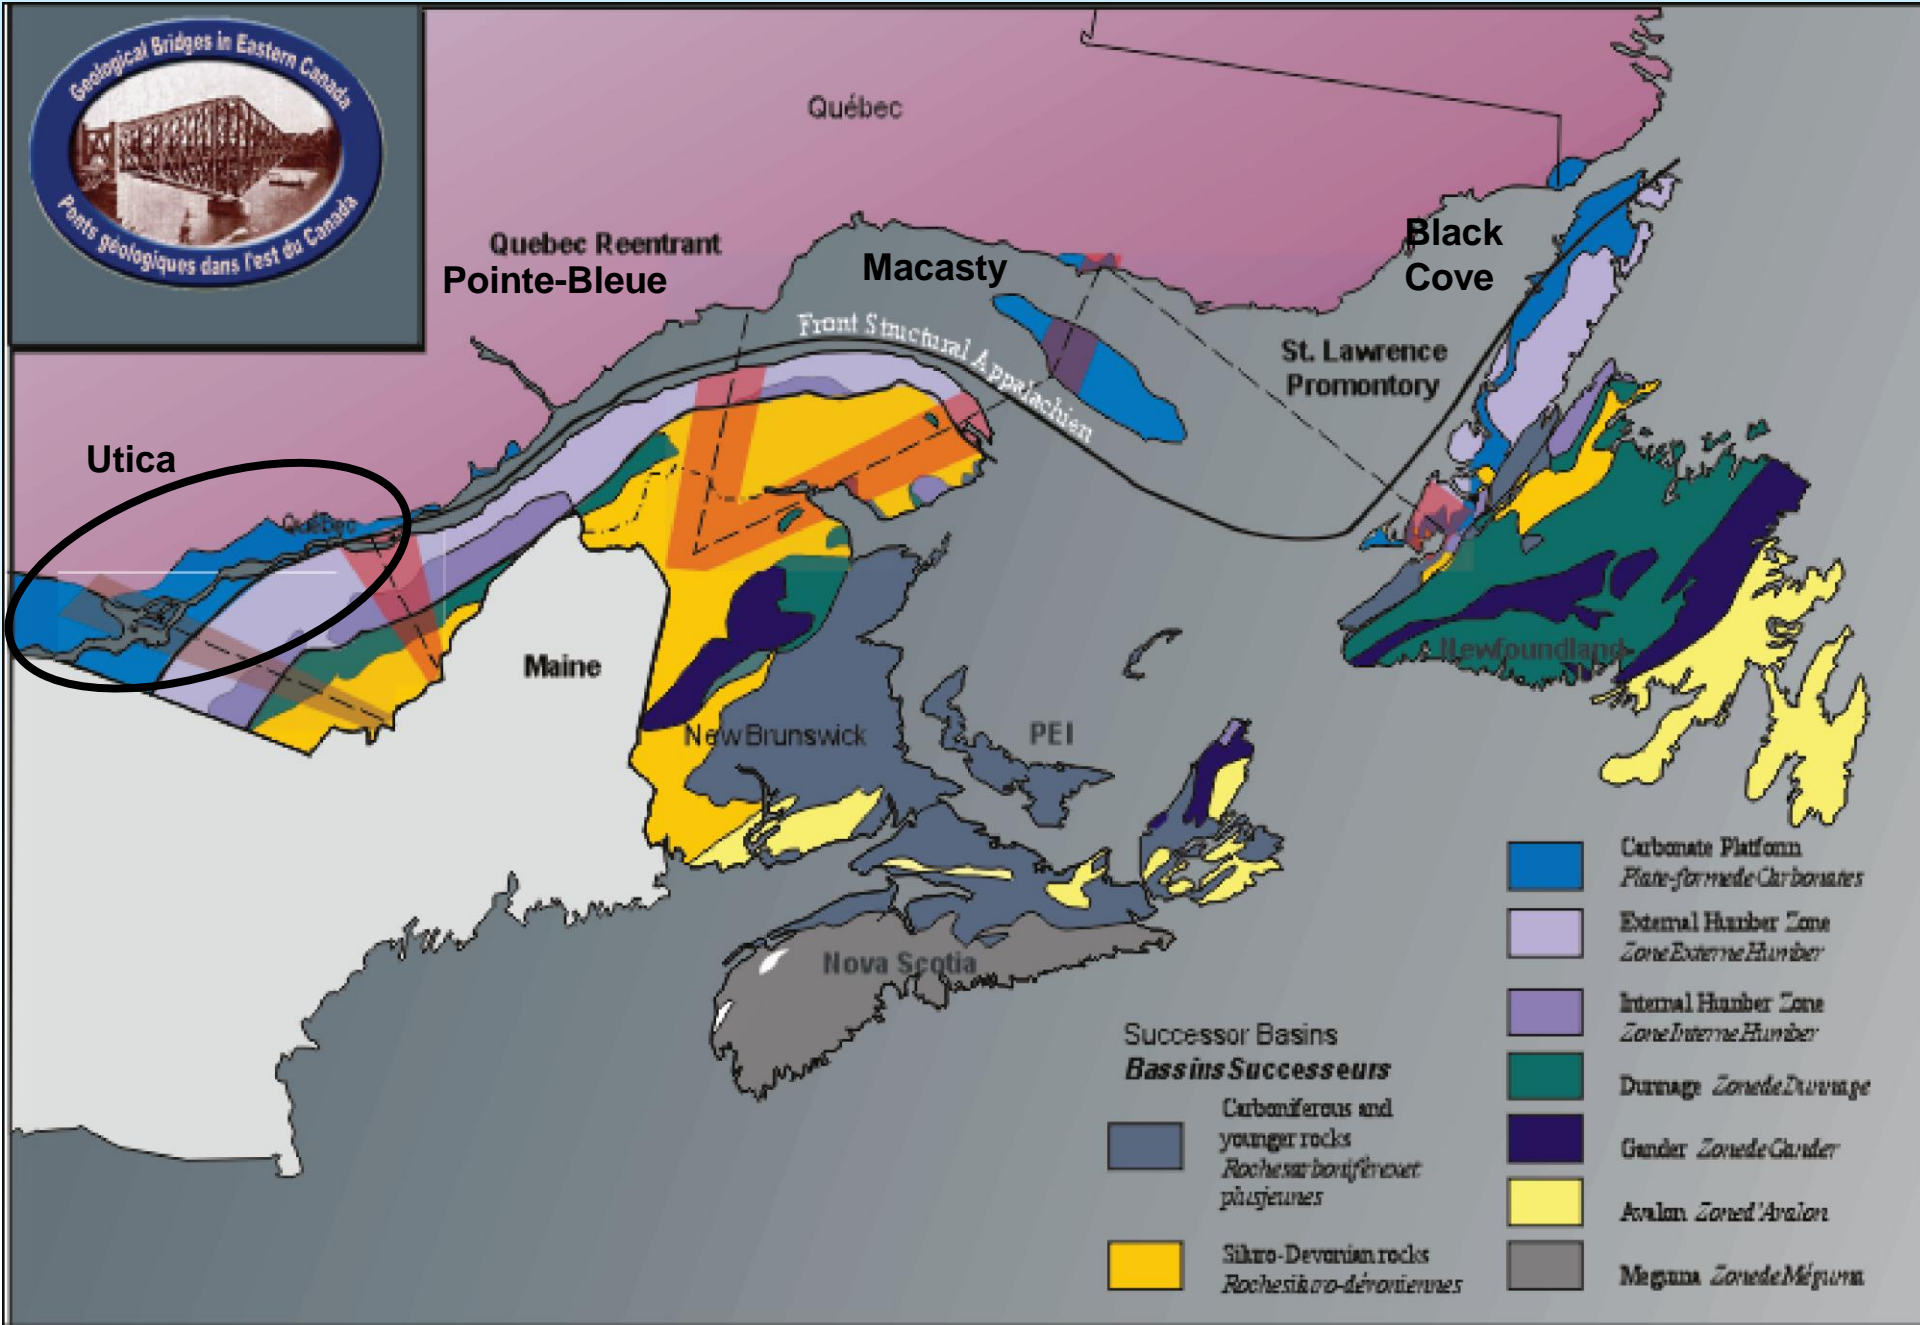 Geological Bridges in Eastern Canada
Ponts géologiques dans l'est du Canada
Québec
Quebec Reentrant
Pointe-Bleue
Macasty
Black
Cove
Front Structural Appalachien
St. Lawrence
Promontory
Utica
Québec
Maine
New Brunswick
PEI
Newfoundland
Nova Scotia
Successor Basins
Bassins Successeurs
Carboniferous and
younger rocks
plus jeunes
Siluro-Devonian rocks
Roches siluro-dévoniennes
Carbonate Platform
Plate-forme de Carbonates
External Humber Zone
Zone Externe Humber
Internal Humber Zone
Zone Interne Humber
Dunnage Zone de Dunnage
Gander Zone de Gander
Avalon Zone d'Avalon
Meguma Zone de Méguma